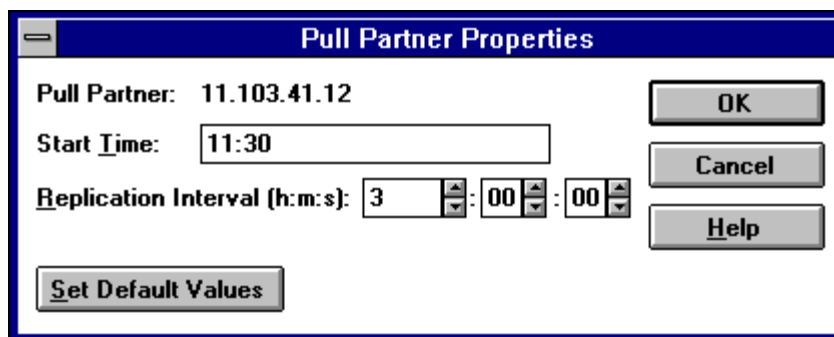 Pull Partner Properties
Pull Partner: 11.103.41.12
OK
Start Time: 11:30
Cancel
Replication Interval (h:m:s): 3 : 00 : 00
Help
Set Default Values